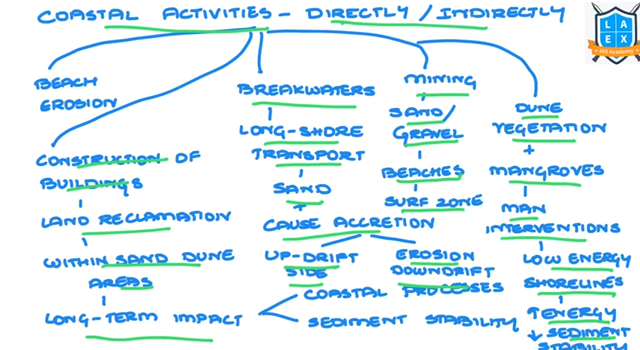 COASTAL ACTIVITIES - DIRECTLY / INDIRECTLY
LAEX
IAS Academy
BEACH
EROSION
CONSTRUCTION OF
BUILDINGS
LAND RECLAMATION
WITHIN SAND DUNE
AREAS
LONG-TERM IMPACT
COASTAL PROCESSES
SEDIMENT STABILITY
BREAKWATERS
LONG-SHORE
TRANSPORT
SAND
CAUSE ACCRETION
UP-DRIFT
SIDE
EROSION
DOWNDRIFT
MINING
SAND/
GRAVEL
BEACHES
SURF ZONE
DUNE
VEGETATION
+
MANGROVES
MAN
INTERVENTIONS
LOW ENERGY
SHORELINES
↑ ENERGY
↓ SEDIMENT
STABILITY